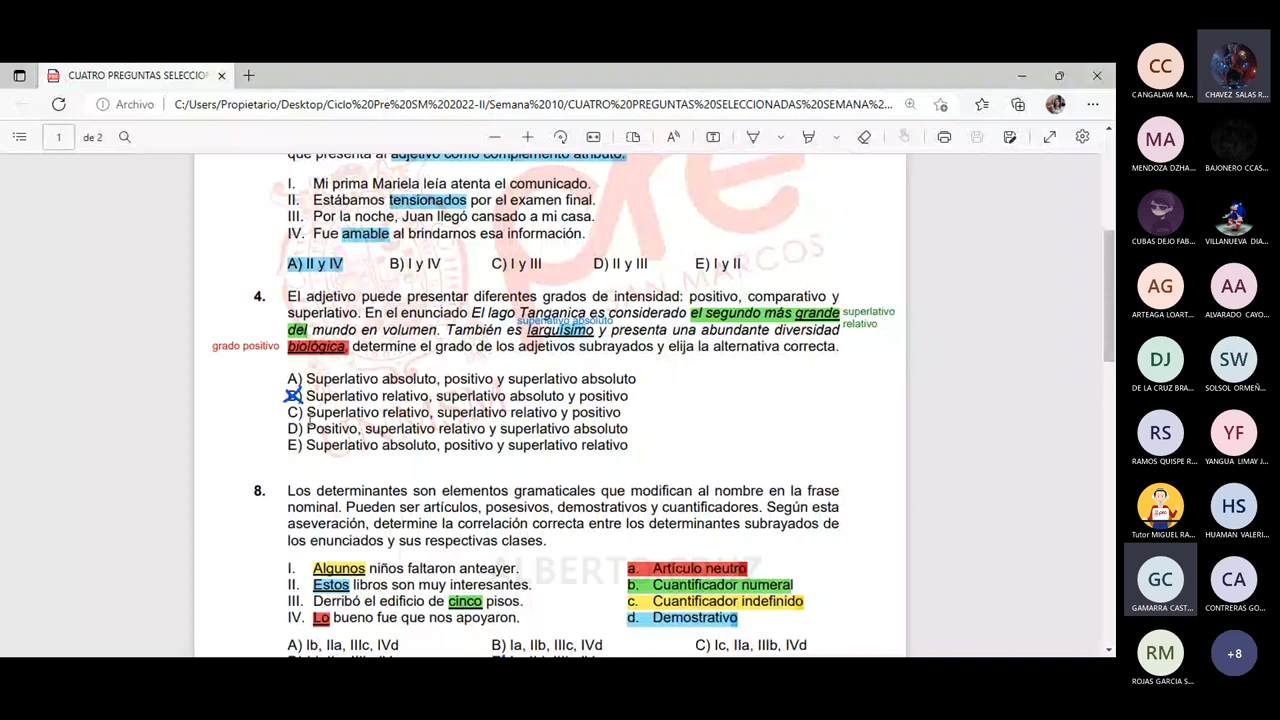 CUATRO PREGUNTAS SELECCIO
Archivo
C:/Users/Propietario/Desktop/Ciclo%20Pre%20SM%202022-II/Semana%2010/CUATRO%20PREGUNTAS%20SELECCIONADAS%20SEMANA%2...
1 de 2
que presenta al adjetivo como complemento atributo.
I. Mi prima Mariela leía atenta el comunicado.
II. Estábamos tensionados por el examen final.
III. Por la noche, Juan llegó cansado a mi casa.
IV. Fue amable al brindarnos esa información.
A) II y IV B) I y IV C) I y III D) II y III E) I y II
4. El adjetivo puede presentar diferentes grados de intensidad: positivo, comparativo y
superlativo. En el enunciado El lago Tanganica es considerado el segundo más grande
superlativo relativo
superlativo absoluto
del mundo en volumen. También es larguísimo y presenta una abundante diversidad
grado positivo
biológica, determine el grado de los adjetivos subrayados y elija la alternativa correcta.
A) Superlativo absoluto, positivo y superlativo absoluto
B) Superlativo relativo, superlativo absoluto y positivo
C) Superlativo relativo, superlativo relativo y positivo
D) Positivo, superlativo relativo y superlativo absoluto
E) Superlativo absoluto, positivo y superlativo relativo
8. Los determinantes son elementos gramaticales que modifican al nombre en la frase
nominal. Pueden ser artículos, posesivos, demostrativos y cuantificadores. Según esta
aseveración, determine la correlación correcta entre los determinantes subrayados de
los enunciados y sus respectivas clases.
I. Algunos niños faltaron anteayer. a. Artículo neutro
II. Estos libros son muy interesantes. b. Cuantificador numeral
III. Derribó el edificio de cinco pisos. c. Cuantificador indefinido
IV. Lo bueno fue que nos apoyaron. d. Demostrativo
A) Ib, IIa, IIIc, IVd B) Ia, IIb, IIIc, IVd C) Ic, IIa, IIIb, IVd
pre
SAN MARCOS
ALBERTO CRUZ
CC
CANGALAYA MA...
CHAVEZ SALAS R...
MA
MENDOZA DZHA...
BAJONERO CCAS...
CUBAS DEJO FAB...
VILLANUEVA DIA...
AG
ARTEAGA LOART...
AA
ALVARADO CAYO...
DJ
DE LA CRUZ BRA...
SW
SOLSOL ORMEÑ...
RS
RAMOS QUISPE R...
YF
YANGUA LIMAY J...
Tutor MIGUEL RA...
HS
HUAMAN VALERI...
GC
GAMARRA CAST...
CA
CONTRERAS GO...
RM
ROJAS GARCIA S...
+8